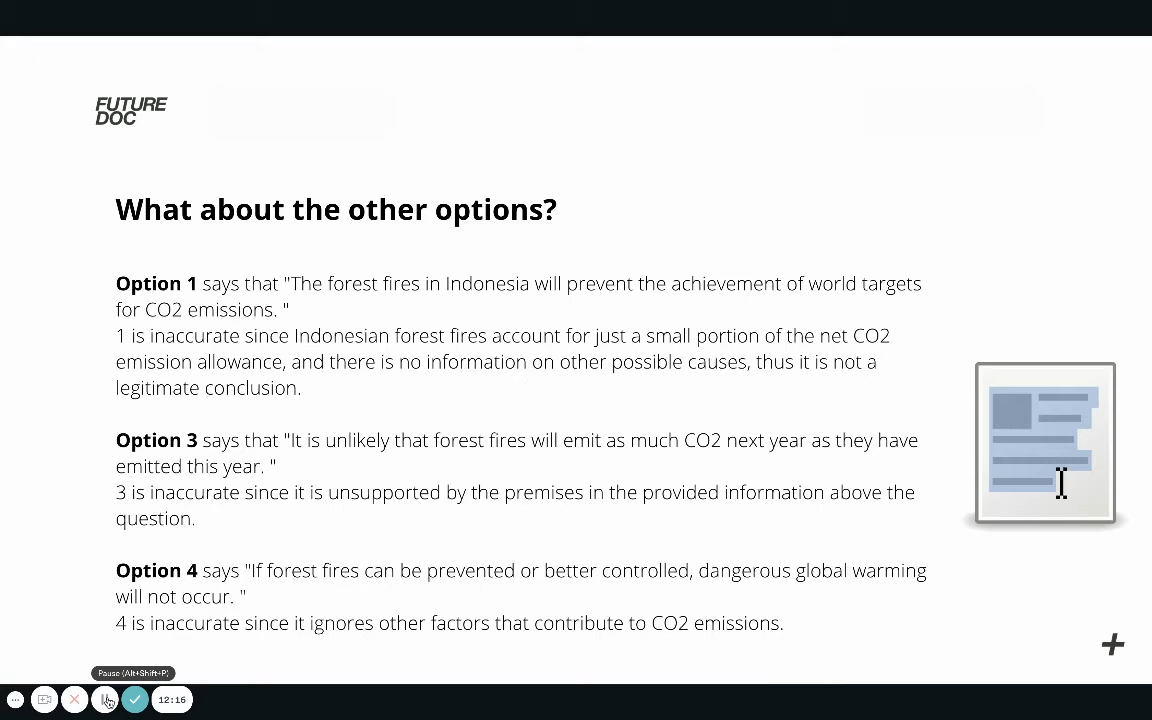 FUTURE
DOC
What about the other options?
Option 1 says that "The forest fires in Indonesia will prevent the achievement of world targets
for CO2 emissions. "
1 is inaccurate since Indonesian forest fires account for just a small portion of the net CO2
emission allowance, and there is no information on other possible causes, thus it is not a
legitimate conclusion.
Option 3 says that "It is unlikely that forest fires will emit as much CO2 next year as they have
emitted this year. "
3 is inaccurate since it is unsupported by the premises in the provided information above the
question.
Option 4 says "If forest fires can be prevented or better controlled, dangerous global warming
will not occur. "
4 is inaccurate since it ignores other factors that contribute to CO2 emissions.
Pause (Alt+Shift+P)
12:16